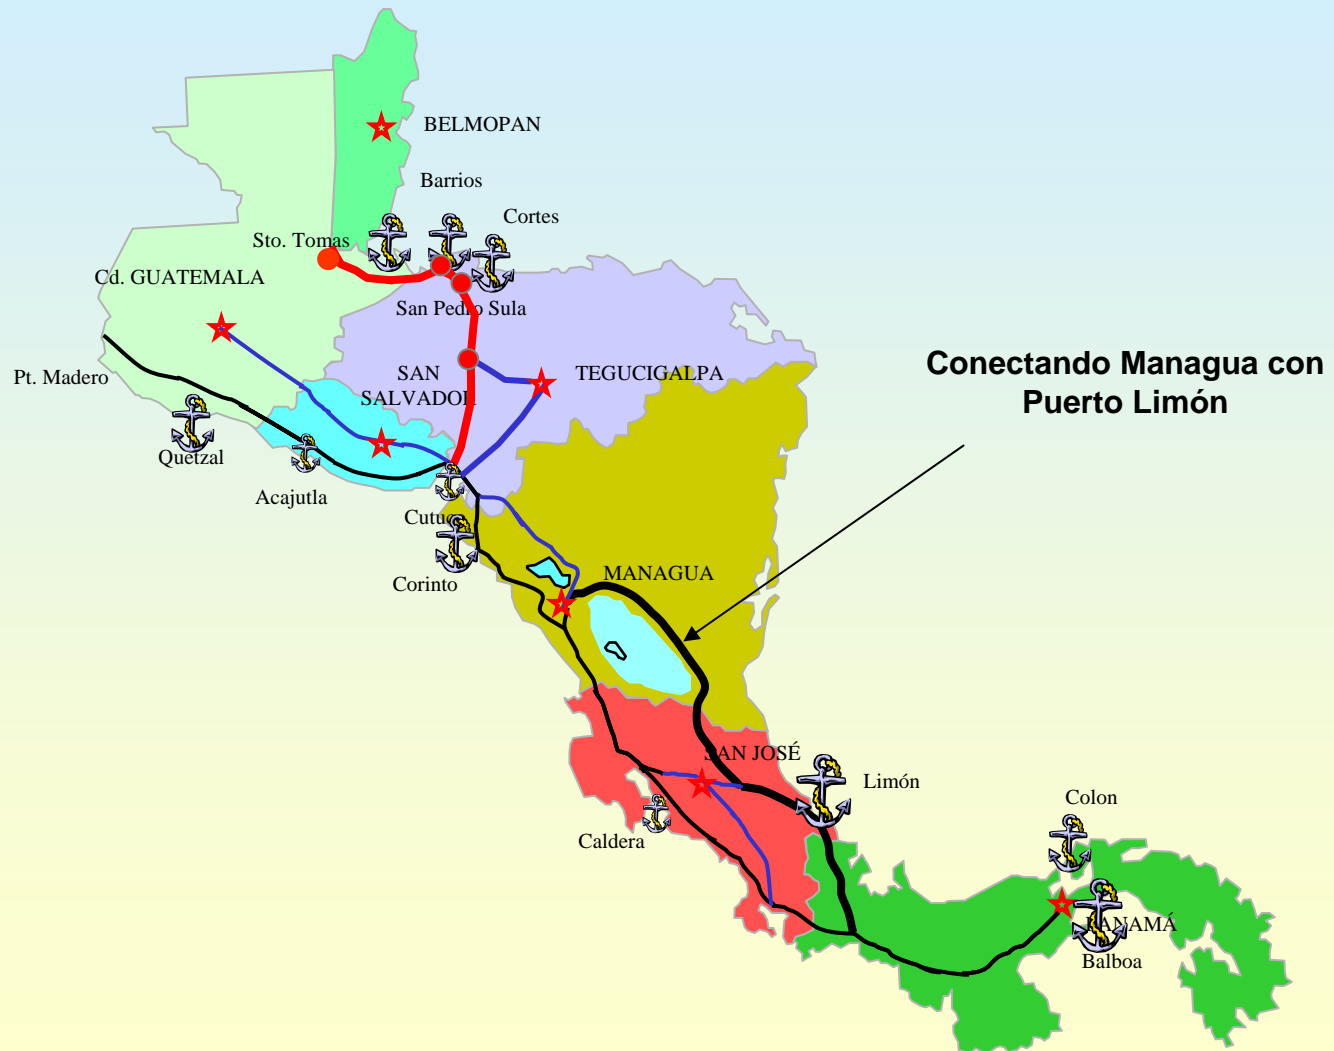 BELMOPAN
Barrios
Cortes
Sto. Tomas
Cd. GUATEMALA
San Pedro Sula
Pt. Madero
SAN
SALVADOR
TEGUCIGALPA
Conectando Managua con
Puerto Limón
Quetzal
Acajutla
Cutuco
Corinto
MANAGUA
SAN JOSÉ
Limón
Caldera
Colon
PANAMÁ
Balboa